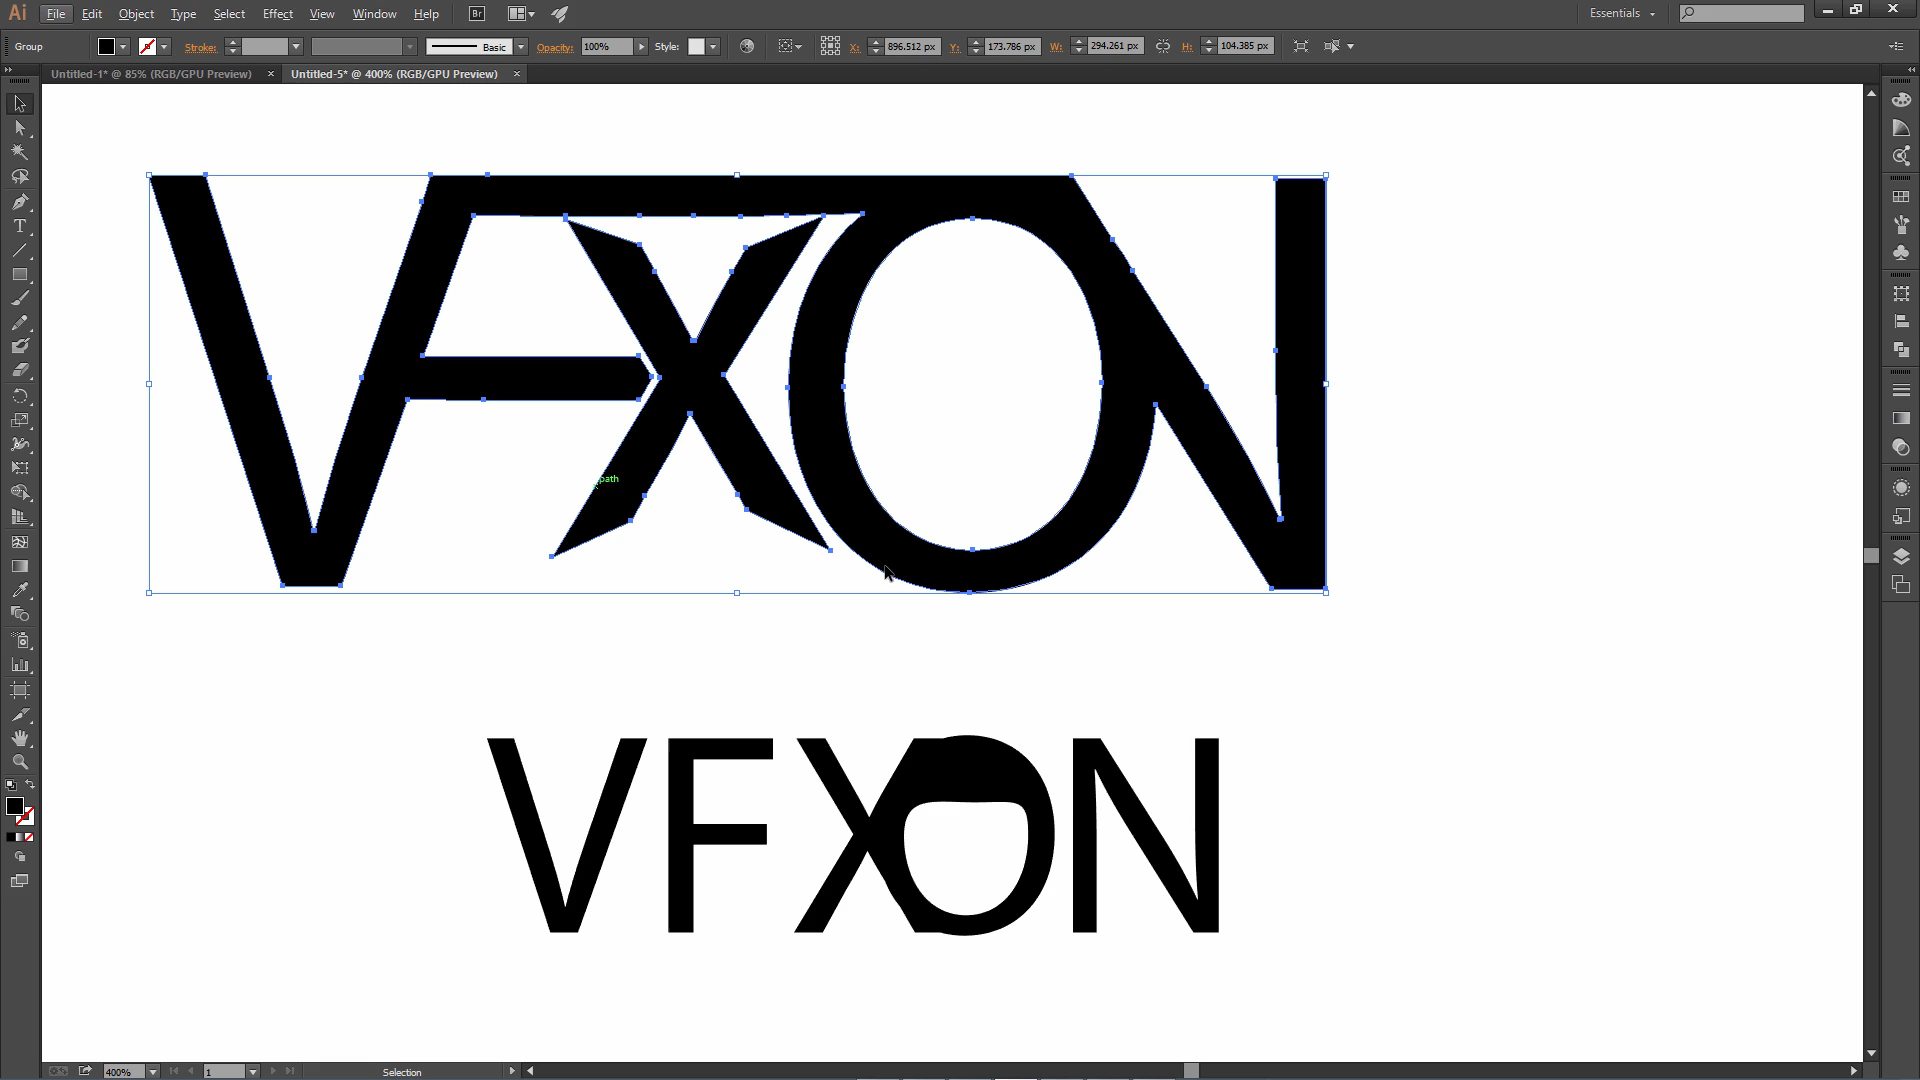 Ai File Edit Object Type Select Effect View Window Help Br Essentials
Group Stroke: Basic Opacity: 100% Style: X: 896.512 px Y: 173.786 px W: 294.261 px H: 104.385 px
Untitled-1* @ 85% (RGB/GPU Preview) × Untitled-5* @ 400% (RGB/GPU Preview) ×
VFXON
path
VFXON
400% 1 Selection